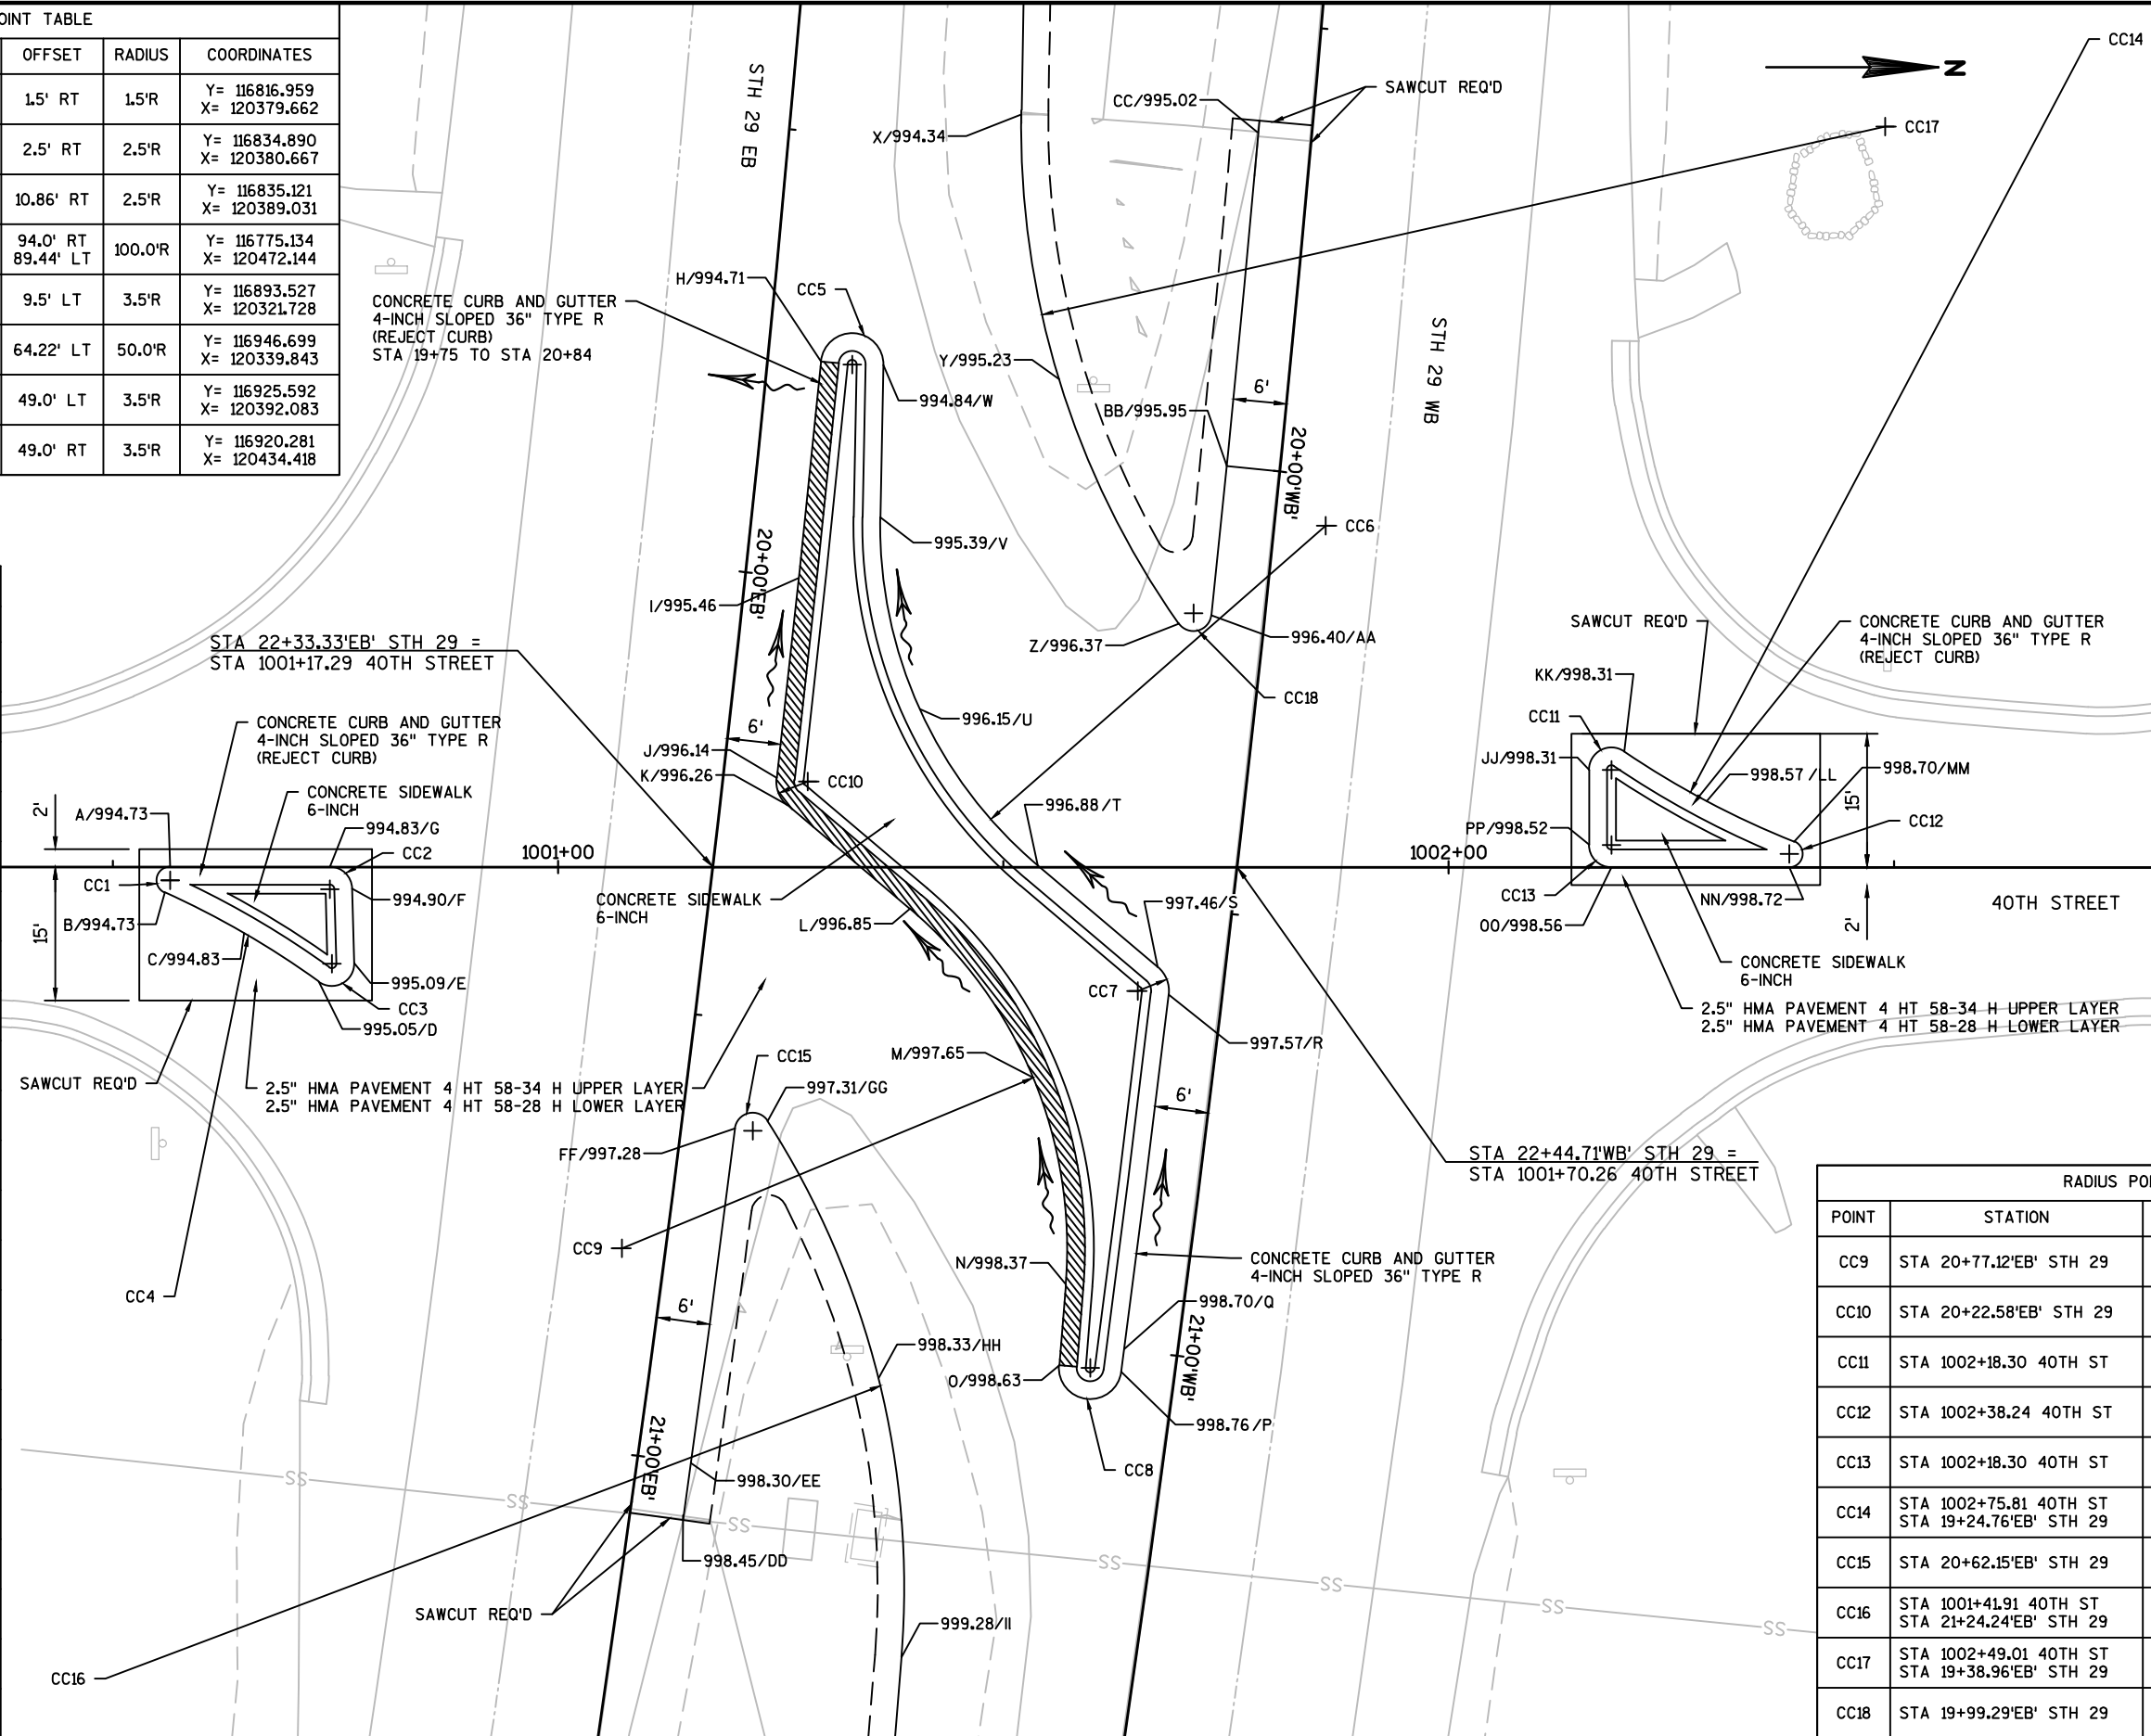 OINT TABLE
OFFSET RADIUS COORDINATES
1.5' RT 1.5'R Y= 116816.959
X= 120379.662
2.5' RT 2.5'R Y= 116834.890
X= 120380.667
10.86' RT 2.5'R Y= 116835.121
X= 120389.031
94.0' RT
89.44' LT 100.0'R Y= 116775.134
X= 120472.144
9.5' LT 3.5'R Y= 116893.527
X= 120321.728
64.22' LT 50.0'R Y= 116946.699
X= 120339.843
49.0' LT 3.5'R Y= 116925.592
X= 120392.083
49.0' RT 3.5'R Y= 116920.281
X= 120434.418
STH 29 EB
CC/995.02
SAWCUT REQ'D
N
CC14
X/994.34
CC17
H/994.71
CC5
CONCRETE CURB AND GUTTER
4-INCH SLOPED 36" TYPE R
(REJECT CURB)
STA 19+75 TO STA 20+84
Y/995.23
994.84/W
BB/995.95
6'
STH 29 WB
20+00'WB'
CC6
995.39/V
20+00'EB'
I/995.46
STA 22+33.33'EB' STH 29 =
STA 1001+17.29 40TH STREET
Z/996.37
996.40/AA
CC18
SAWCUT REQ'D
CONCRETE CURB AND GUTTER
4-INCH SLOPED 36" TYPE R
(REJECT CURB)
KK/998.31
CC11
996.15/U
6'
J/996.14
K/996.26
CC10
JJ/998.31
998.57/LL
998.70/MM
15'
CONCRETE CURB AND GUTTER
4-INCH SLOPED 36" TYPE R
(REJECT CURB)
CONCRETE SIDEWALK
6-INCH
2'
A/994.73
994.83/G
CC2
996.88/T
PP/998.52
CC12
1001+00
1002+00
CC1
B/994.73
994.90/F
CONCRETE SIDEWALK
6-INCH
997.46/S
CC13
NN/998.72
40TH STREET
15'
C/994.83
L/996.85
OO/998.56
2'
995.09/E
CC3
995.05/D
CC7
CONCRETE SIDEWALK
6-INCH
2.5" HMA PAVEMENT 4 HT 58-34 H UPPER LAYER
2.5" HMA PAVEMENT 4 HT 58-28 H LOWER LAYER
SAWCUT REQ'D
2.5" HMA PAVEMENT 4 HT 58-34 H UPPER LAYER
2.5" HMA PAVEMENT 4 HT 58-28 H LOWER LAYER
CC15
M/997.65
997.57/R
997.31/GG
6'
FF/997.28
STA 22+44.71'WB' STH 29 =
STA 1001+70.26 40TH STREET
CC9
N/998.37
CONCRETE CURB AND GUTTER
4-INCH SLOPED 36" TYPE R
CC4
6'
998.70/Q
998.33/HH
21+00'WB'
O/998.63
998.76/P
21+00'EB'
CC8
998.30/EE
SS
SS
SS
SS
SS
SS
SS
998.45/DD
SAWCUT REQ'D
999.28/II
CC16
RADIUS PO
POINT STATION
CC9 STA 20+77.12'EB' STH 29
CC10 STA 20+22.58'EB' STH 29
CC11 STA 1002+18.30 40TH ST
CC12 STA 1002+38.24 40TH ST
CC13 STA 1002+18.30 40TH ST
CC14 STA 1002+75.81 40TH ST
STA 19+24.76'EB' STH 29
CC15 STA 20+62.15'EB' STH 29
CC16 STA 1001+41.91 40TH ST
STA 21+24.24'EB' STH 29
CC17 STA 1002+49.01 40TH ST
STA 19+38.96'EB' STH 29
CC18 STA 19+99.29'EB' STH 29